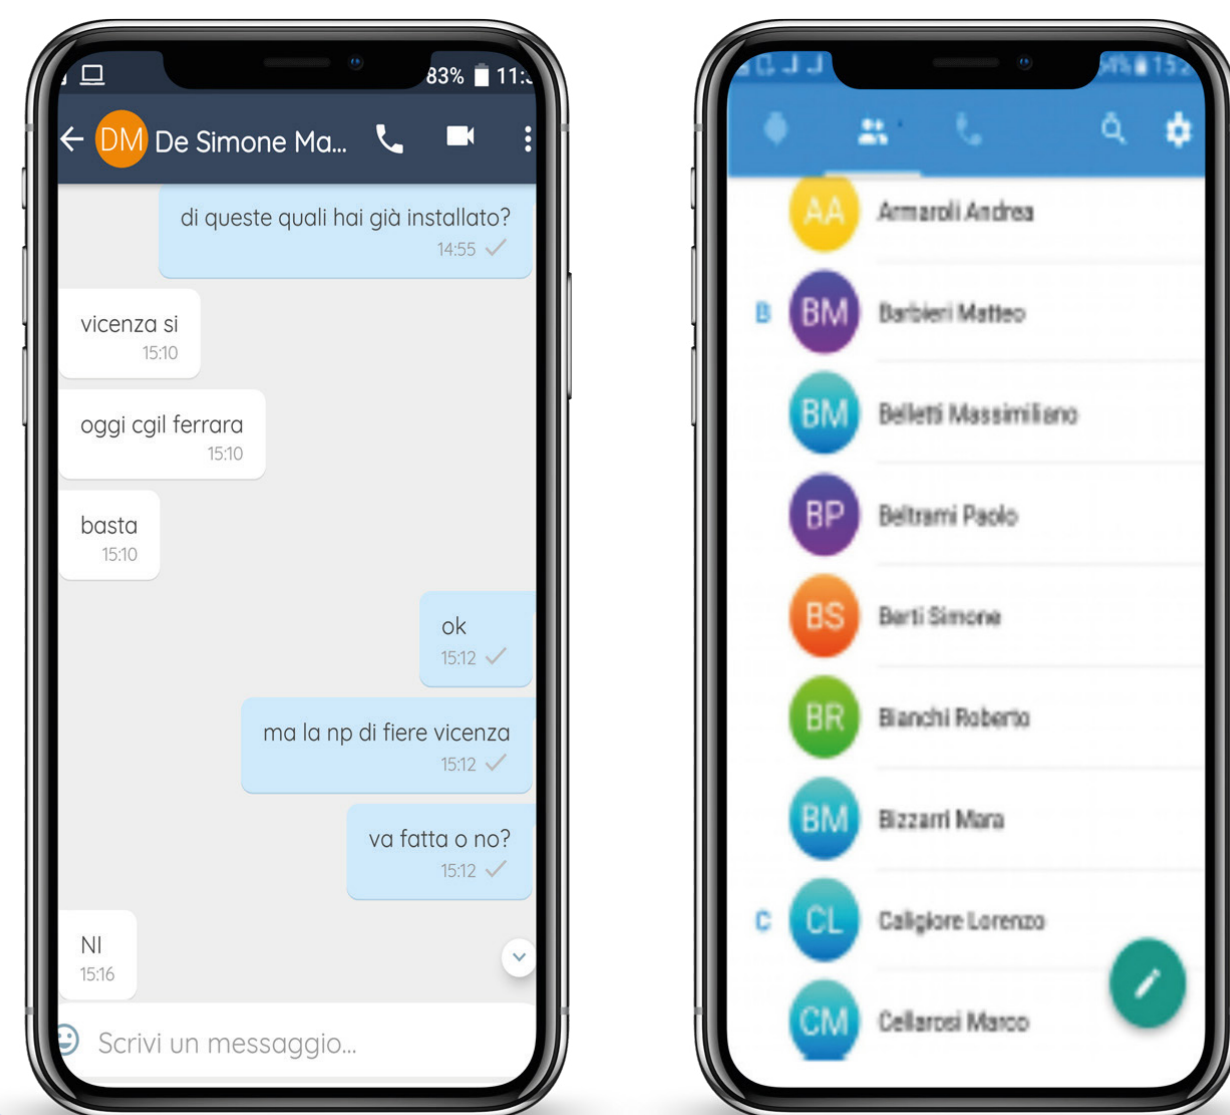 83% 11:
DM De Simone Ma...
di queste quali hai già installato?
14:55
vicenza si
15:10
oggi cgil ferrara
15:10
basta
15:10
ok
15:12
ma la np di fiere vicenza
15:12
va fatta o no?
15:12
NI
15:16
Scrivi un messaggio...
AA Armaroli Andrea
B BM Barbieri Matteo
BM Belletti Massimiliano
BP Beltrami Paolo
BS Berti Simone
BR Bianchi Roberto
BM Bizzarri Mara
C CL Caligiore Lorenzo
CM Cellarosi Marco